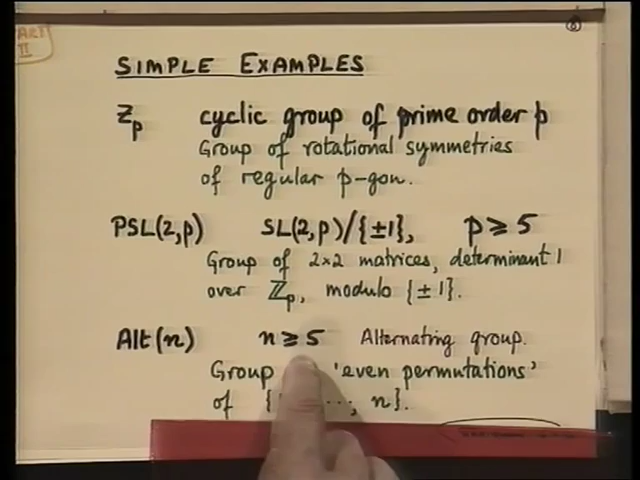 PART
II
SIMPLE EXAMPLES
Zp cyclic group of prime order p
Group of rotational symmetries
of regular p-gon.
PSL(2,p) SL(2,p)/{±1}, p ≥ 5
Group of 2×2 matrices, determinant 1
over ℤp, modulo {±1}.
Alt(n) n ≥ 5 Alternating group.
Group 'even permutations'
of { ..., n}.